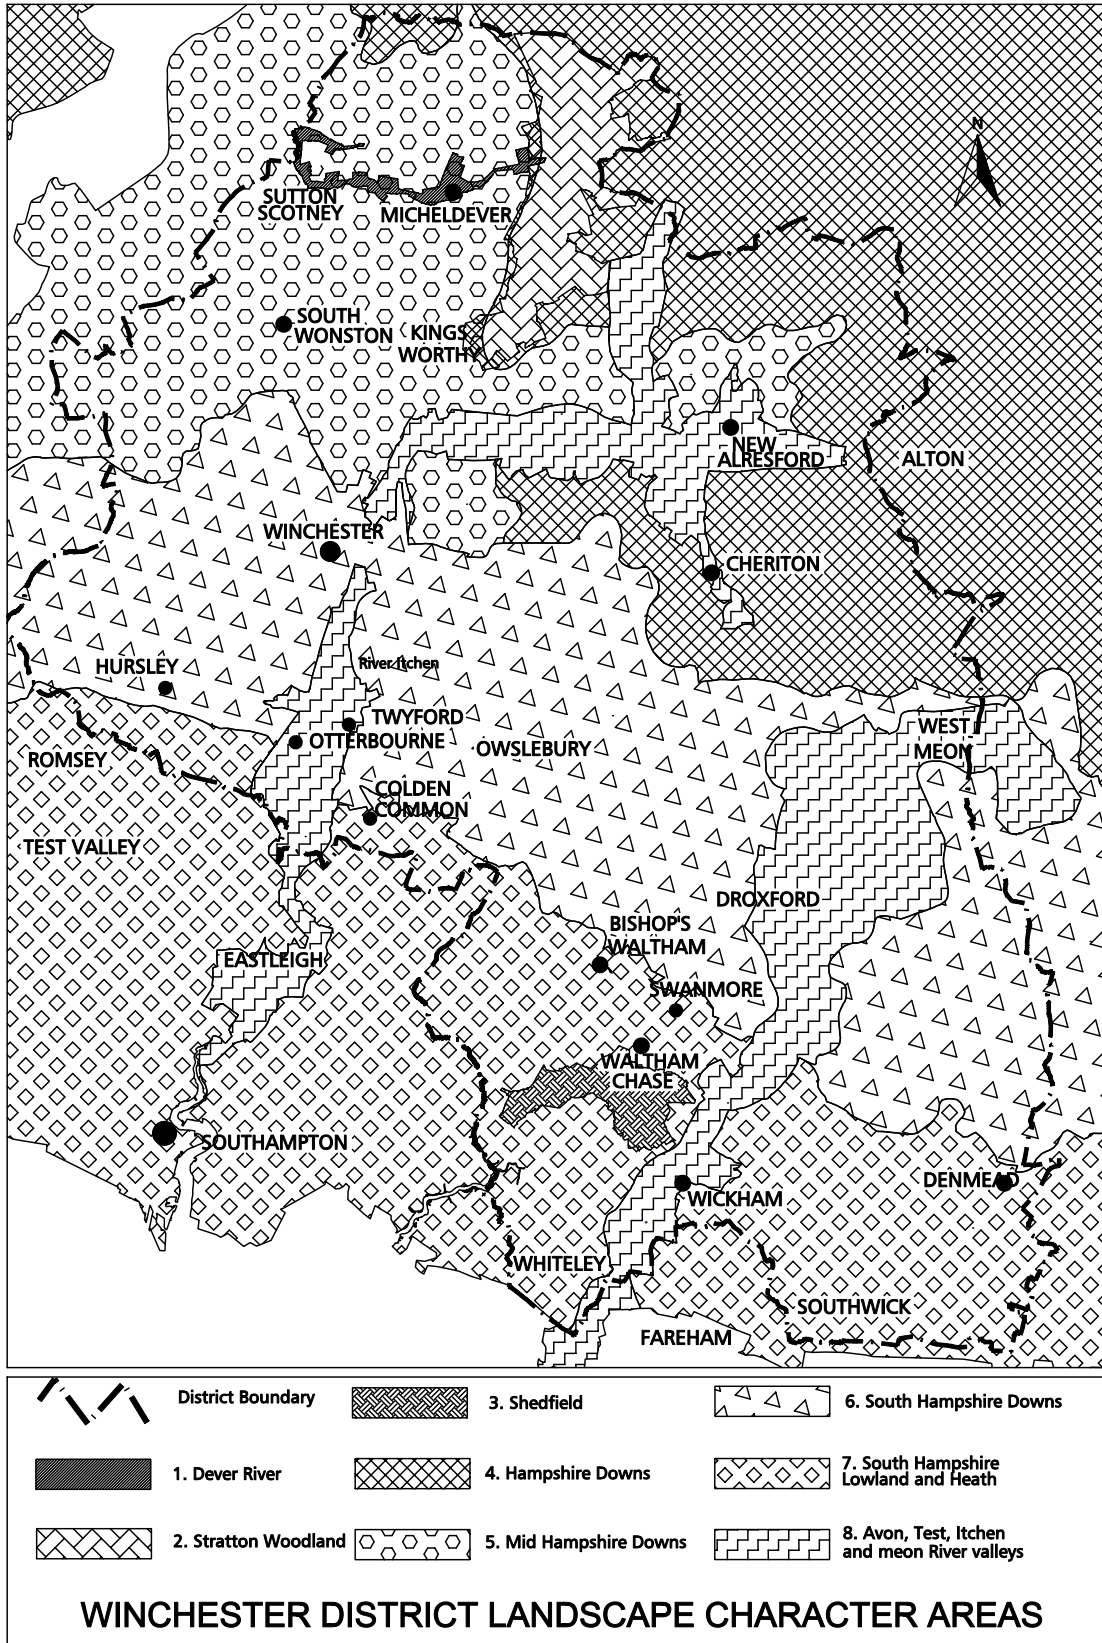 N
SUTTON
SCOTNEY
MICHELDEVER
SOUTH
WONSTON
KINGS
WORTHY
NEW
ALRESFORD
ALTON
WINCHESTER
CHERITON
River Itchen
HURSLEY
TWYFORD
OTTERBOURNE
OWSLEBURY
WEST
MEON
ROMSEY
COLDEN
COMMON
TEST VALLEY
DROXFORD
BISHOP'S
WALTHAM
EASTLEIGH
SWANMORE
WALTHAM
CHASE
SOUTHAMPTON
DENMEAD
WICKHAM
WHITELEY
SOUTHWICK
FAREHAM
District Boundary
3. Shedfield
6. South Hampshire Downs
1. Dever River
4. Hampshire Downs
7. South Hampshire
Lowland and Heath
2. Stratton Woodland
5. Mid Hampshire Downs
8. Avon, Test, Itchen
and meon River valleys
WINCHESTER DISTRICT LANDSCAPE CHARACTER AREAS